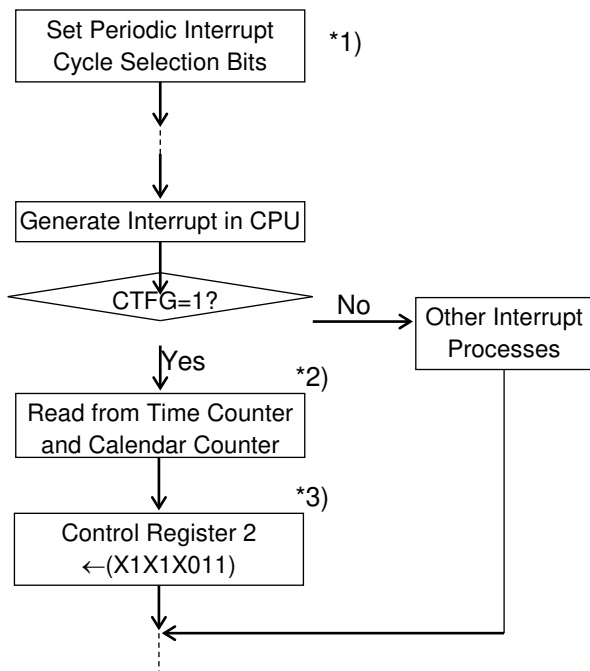 Set Periodic Interrupt
Cycle Selection Bits
*1)
Generate Interrupt in CPU
CTFG=1?
No
Other Interrupt
Processes
Yes
*2)
Read from Time Counter
and Calendar Counter
*3)
Control Register 2
←(X1X1X011)